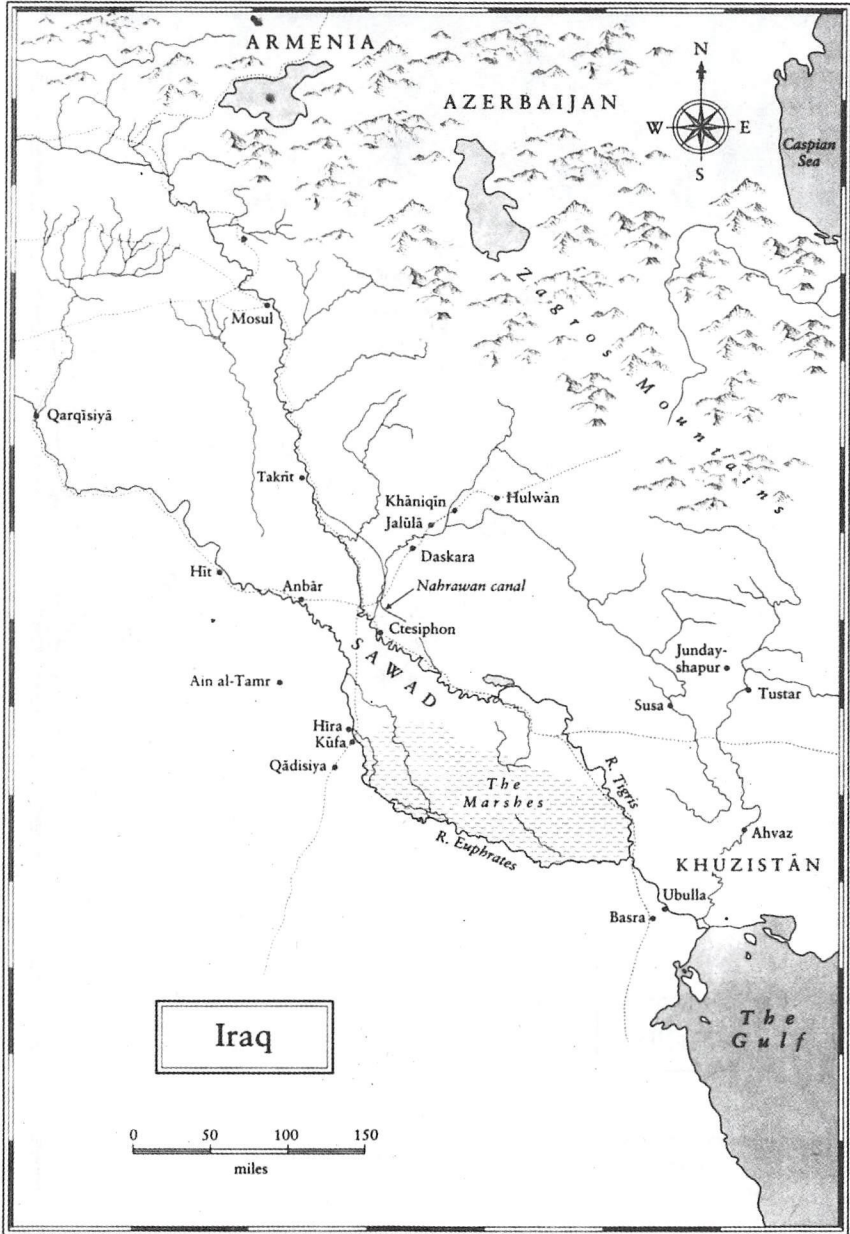 ARMENIA
N
AZERBAIJAN
W
E
S
Caspian
Sea
Zagros Mountains
Mosul
Qarqīsiyā
Takrīt
Khāniqīn
Hulwān
Jalūlā
Daskara
Hīt
Anbār
Nahrawan canal
Ctesiphon
SAWAD
Junday-
shapur
Ain al-Tamr
Tustar
Susa
Hīra
Kūfa
Qādisiya
The
Marshes
R. Tigris
R. Euphrates
Ahvaz
KHUZISTĀN
Ubulla
Basra
Iraq
The
Gulf
0 50 100 150
miles